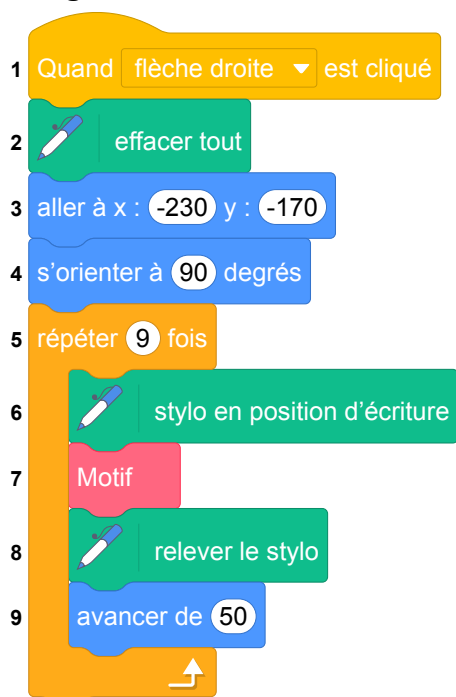 1 Quand flèche droite est cliqué
2 effacer tout
3 aller à x : -230 y : -170
4 s'orienter à 90 degrés
5 répéter 9 fois
6 stylo en position d'écriture
7 Motif
8 relever le stylo
9 avancer de 50